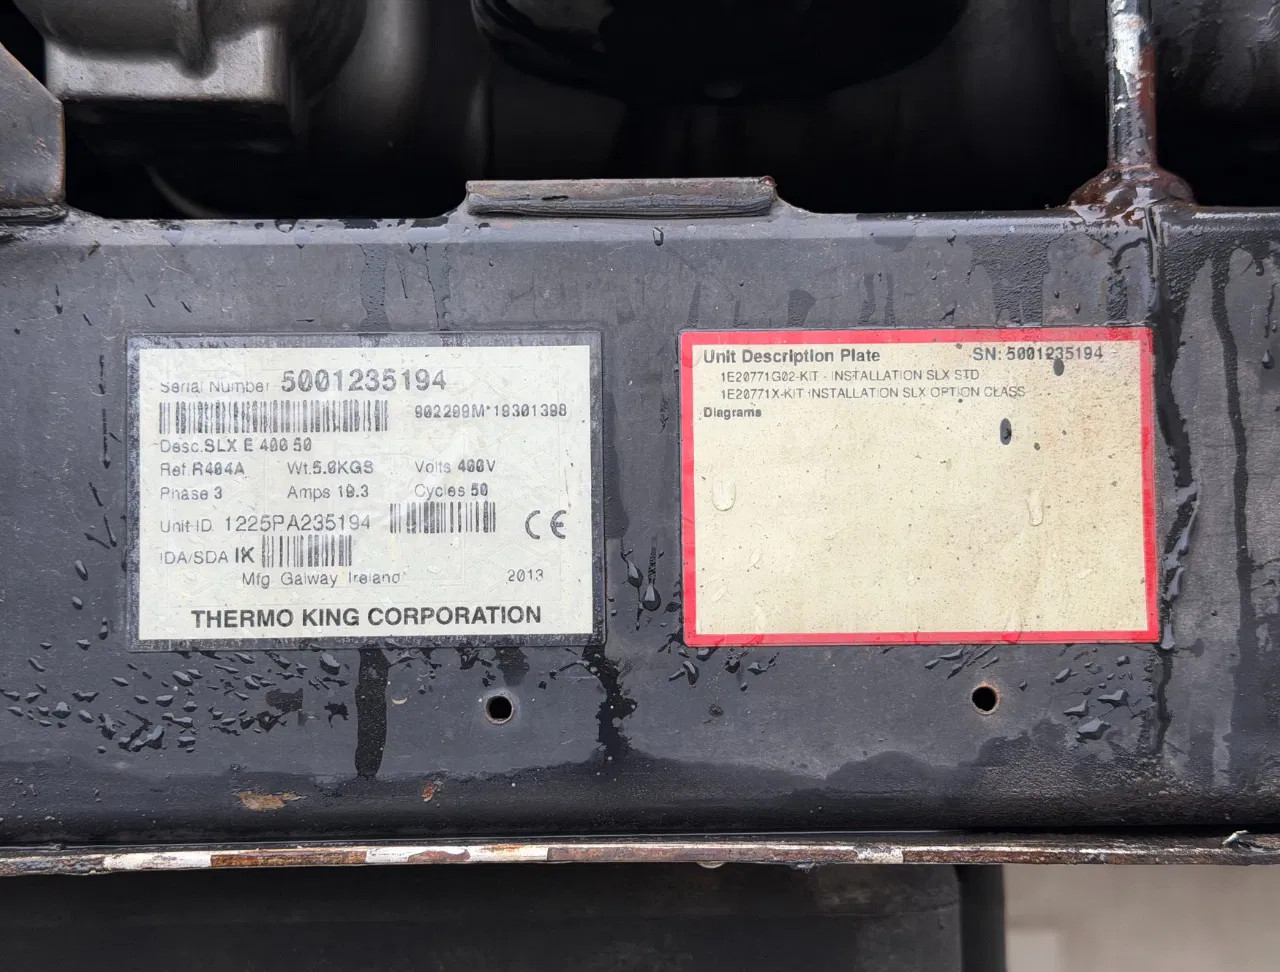 Serial Number 5001235194
902299M*19301398
Desc.SLX E 400 50
Ref.R404A Wt.5.0KGS Volts 400V
Phase 3 Amps 19.3 Cycles 50
Unit ID. 1225PA235194
CE
IDA/SDA IK
Mfg Galway Ireland 2013
THERMO KING CORPORATION
Unit Description Plate SN: 5001235194
1E20771G02-KIT - INSTALLATION SLX STD
1E20771X-KIT INSTALLATION SLX OPTION CLASS
Diagrams